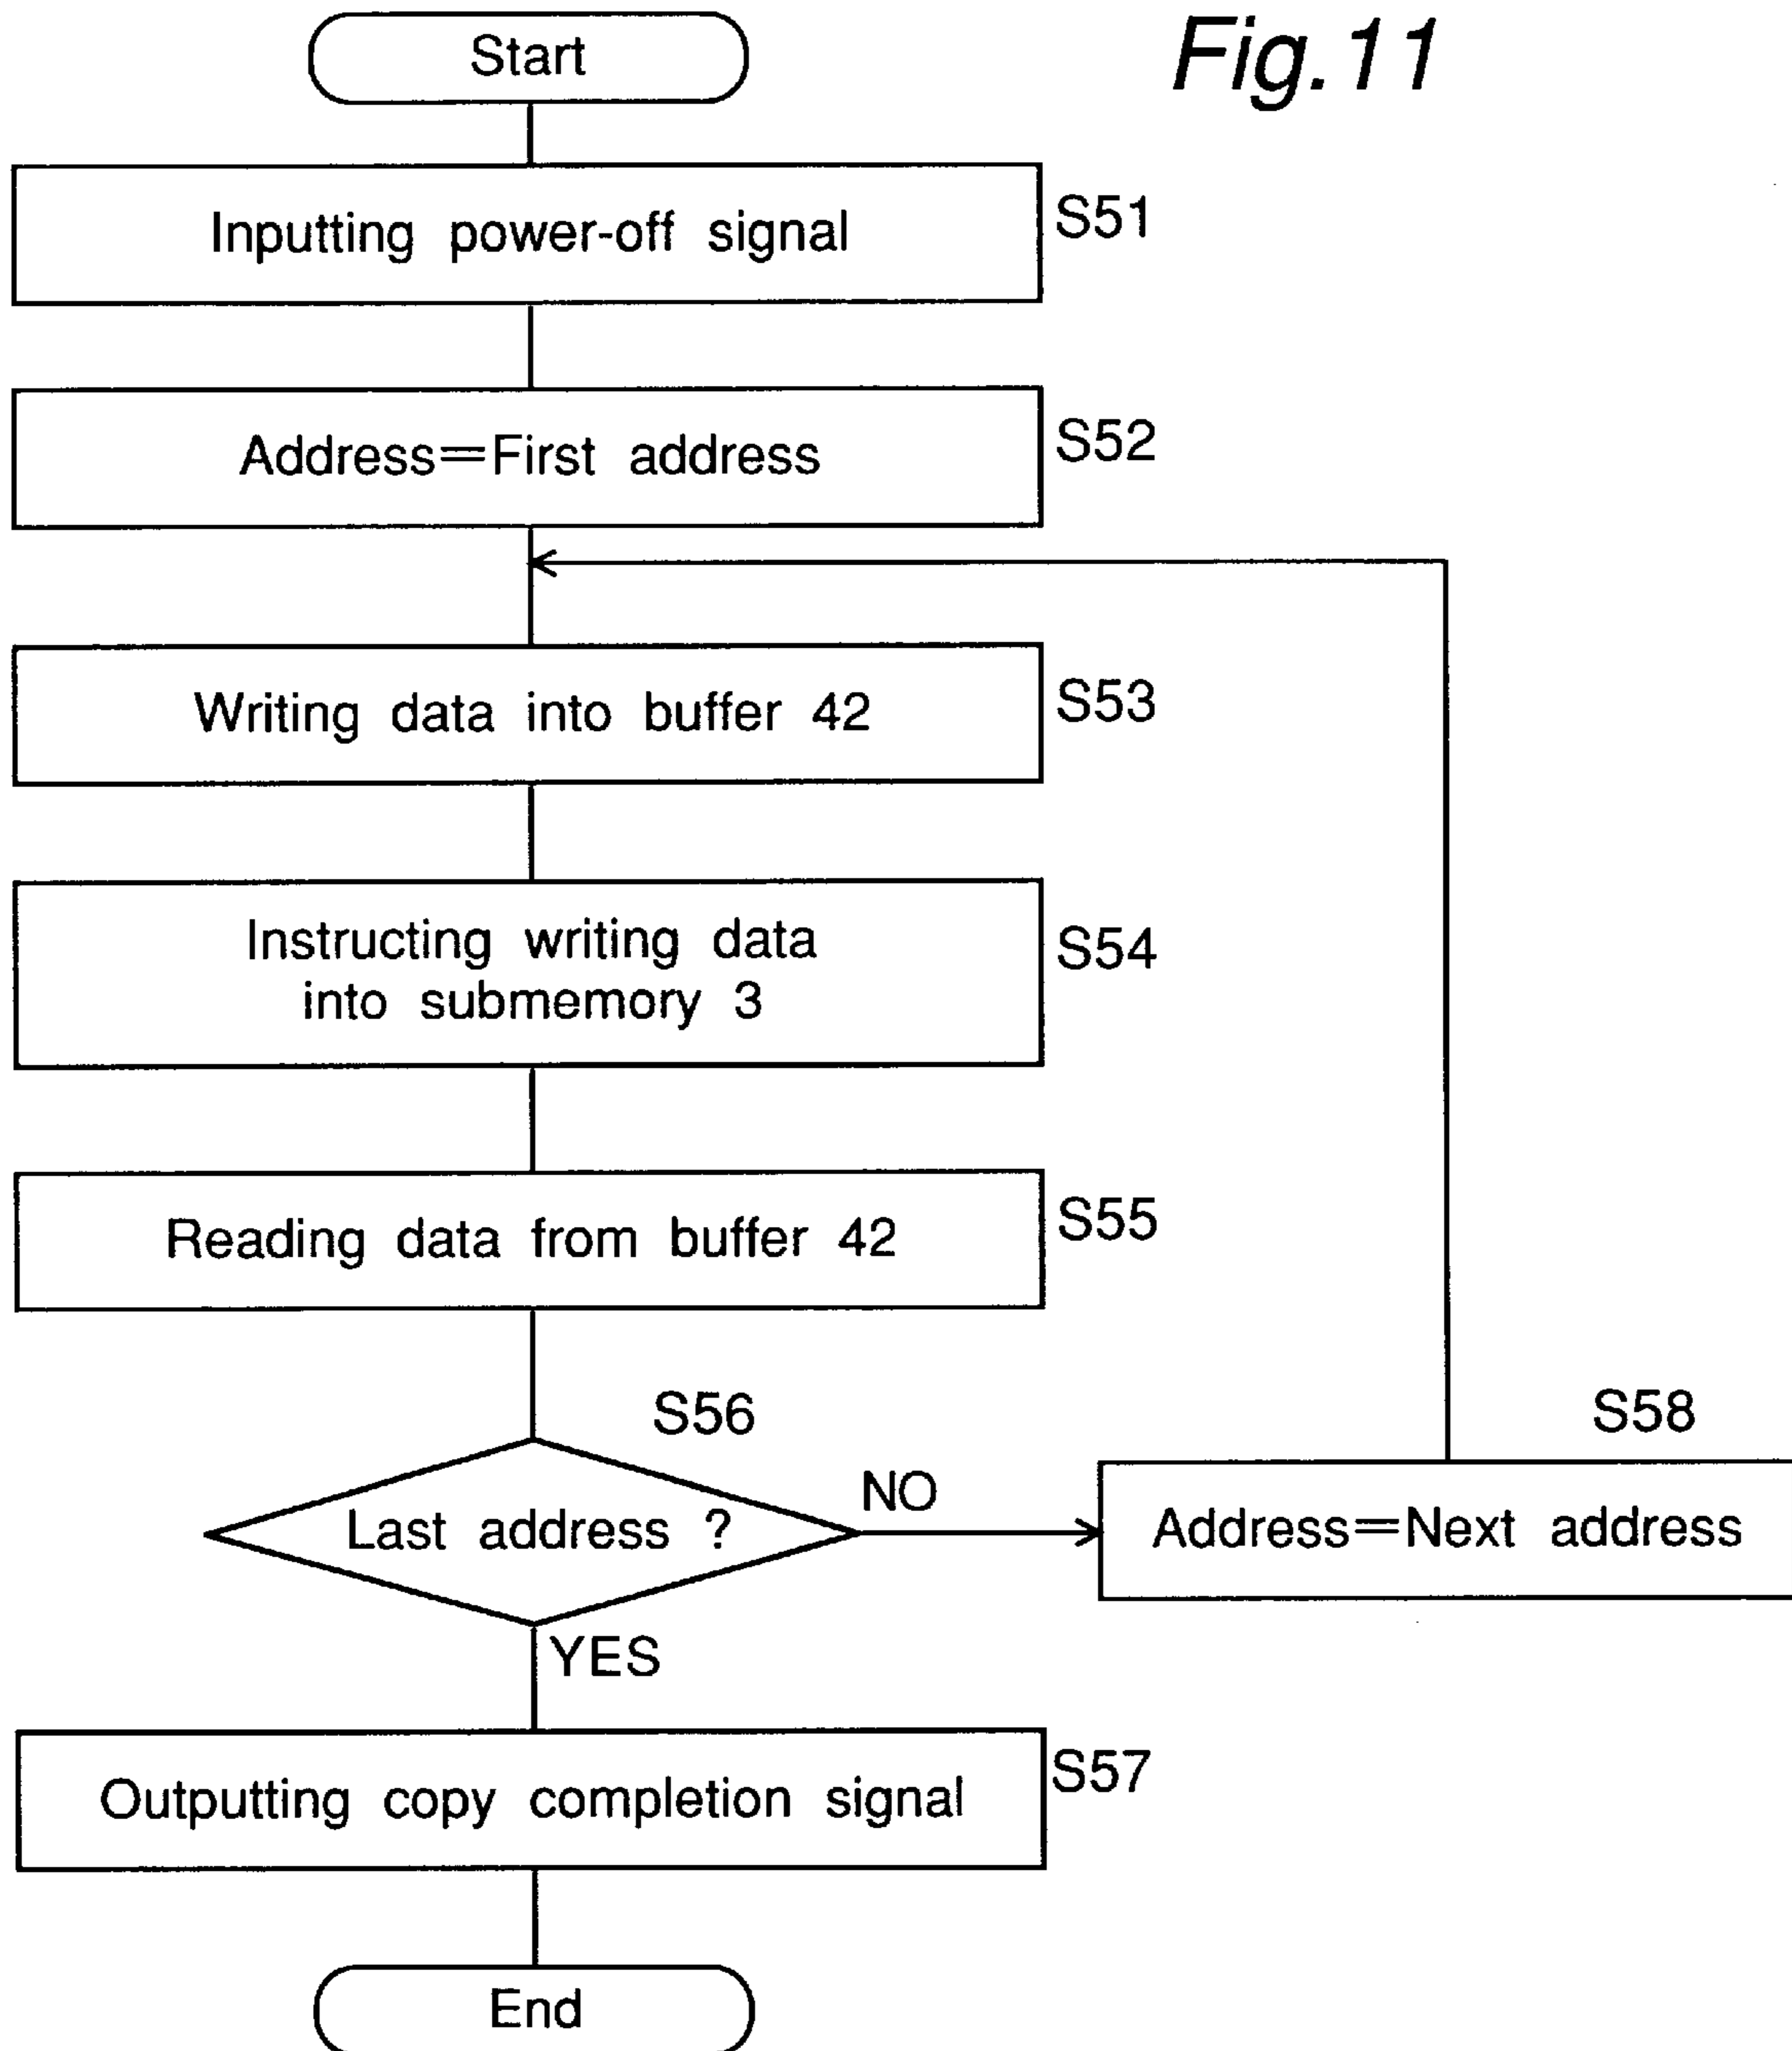 Fig.11
Start
Inputting power-off signal
S51
Address=First address
S52
Writing data into buffer 42
S53
Instructing writing data
into submemory 3
S54
Reading data from buffer 42
S55
S56
Last address ?
NO
S58
Address=Next address
YES
Outputting copy completion signal
S57
End